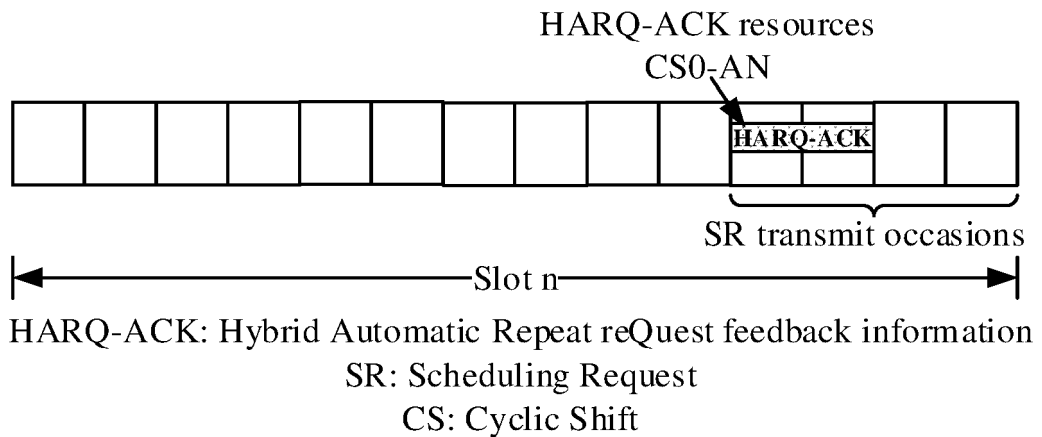 HARQ-ACK resources
CS0-AN
HARQ-ACK
SR transmit occasions
Slot n
HARQ-ACK: Hybrid Automatic Repeat reQuest feedback information
SR: Scheduling Request
CS: Cyclic Shift